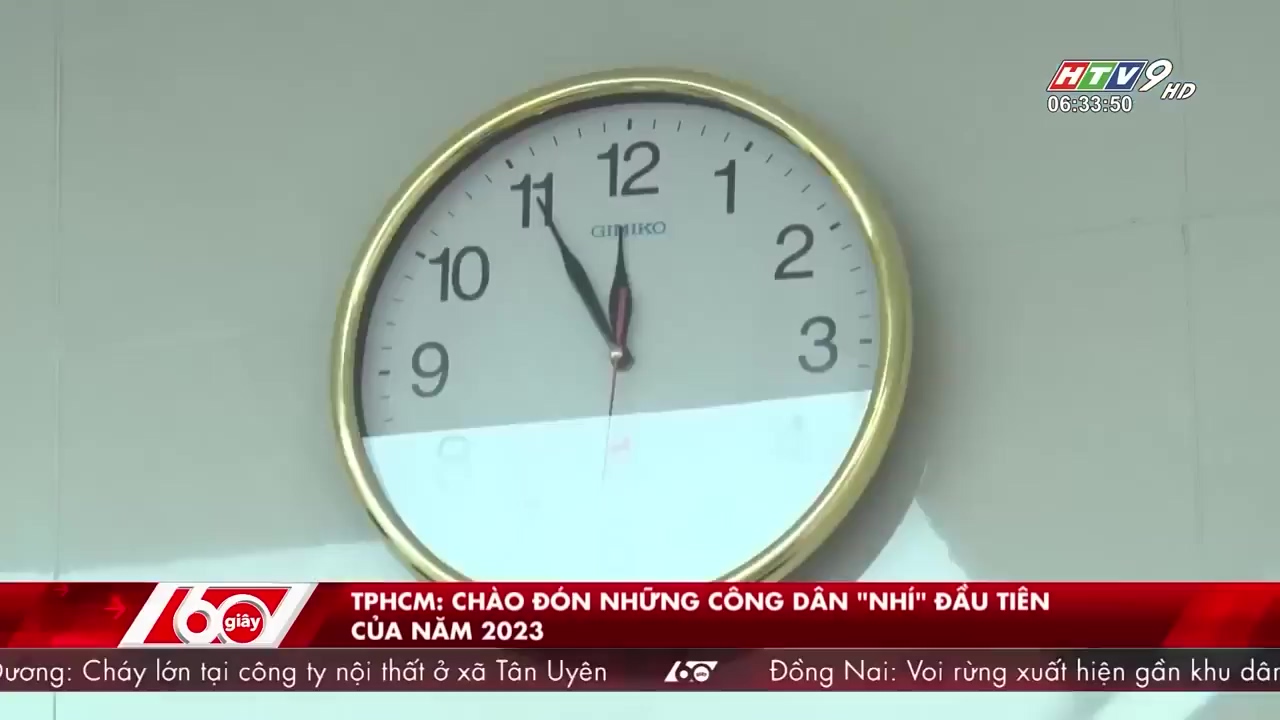 HTV9 HD
06:33:50
12
11
1
10
2
9
3
GIMIKO
60 giây
TPHCM: CHÀO ĐÓN NHỮNG CÔNG DÂN "NHÍ" ĐẦU TIÊN
CỦA NĂM 2023
Dương: Cháy lớn tại công ty nội thất ở xã Tân Uyên 60 giây Đồng Nai: Voi rừng xuất hiện gần khu dân